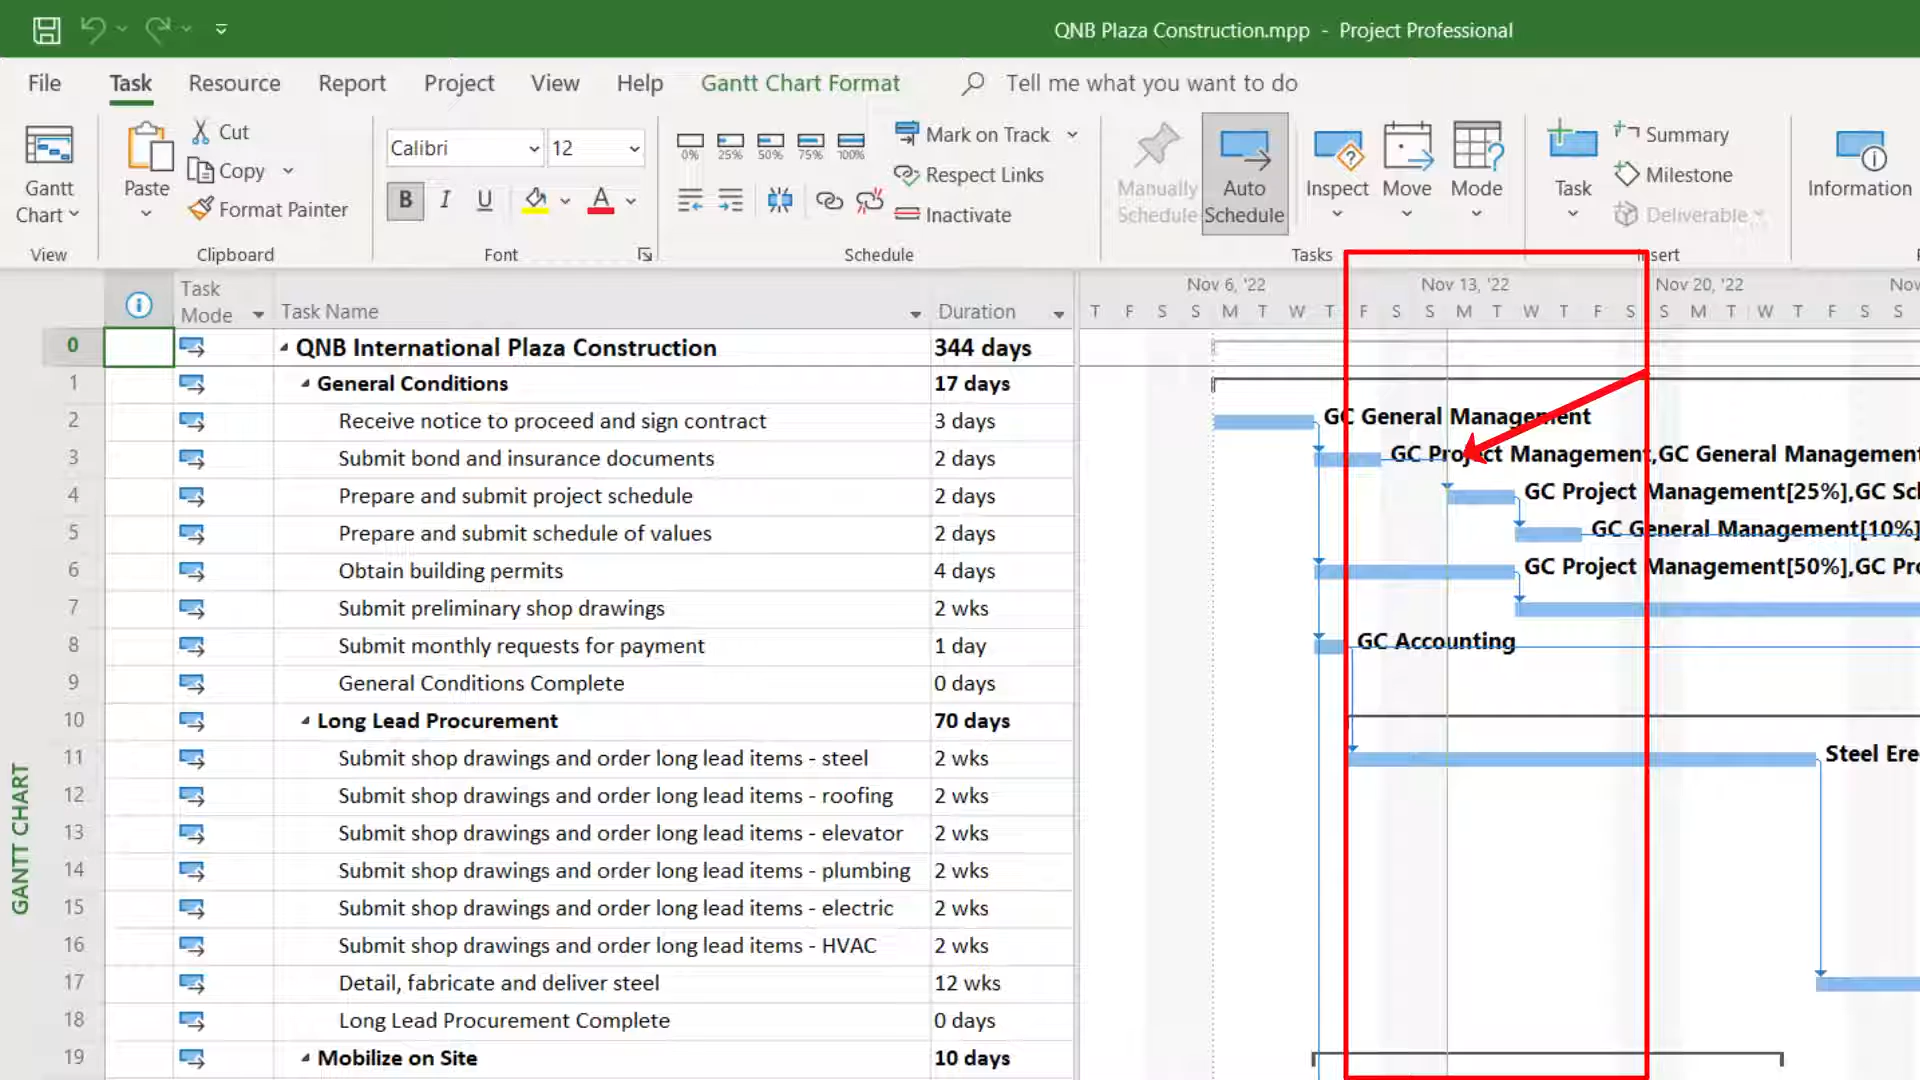 QNB Plaza Construction.mpp - Project Professional
File Task Resource Report Project View Help Gantt Chart Format Tell me what you want to do
Gantt Chart
View
Paste
Cut
Copy
Format Painter
Clipboard
Calibri 12
B I U A
Font
0% 25% 50% 75% 100%
Mark on Track
Respect Links
Inactivate
Schedule
Manually Schedule
Auto Schedule
Inspect
Move
Mode
Tasks
Task
Summary
Milestone
Deliverable
Insert
Information
Task Mode Task Name Duration
Nov 6, '22 Nov 13, '22 Nov 20, '22 Nov
T F S S M T W T F S S M T W T F S S M T W T F S S
0 QNB International Plaza Construction 344 days
1 General Conditions 17 days
2 Receive notice to proceed and sign contract 3 days GC General Management
3 Submit bond and insurance documents 2 days GC Project Management,GC General Management
4 Prepare and submit project schedule 2 days GC Project Management[25%],GC Sc
5 Prepare and submit schedule of values 2 days GC General Management[10%]
6 Obtain building permits 4 days GC Project Management[50%],GC Pr
7 Submit preliminary shop drawings 2 wks
8 Submit monthly requests for payment 1 day GC Accounting
9 General Conditions Complete 0 days
10 Long Lead Procurement 70 days
11 Submit shop drawings and order long lead items - steel 2 wks Steel Ere
12 Submit shop drawings and order long lead items - roofing 2 wks
13 Submit shop drawings and order long lead items - elevator 2 wks
14 Submit shop drawings and order long lead items - plumbing 2 wks
15 Submit shop drawings and order long lead items - electric 2 wks
16 Submit shop drawings and order long lead items - HVAC 2 wks
17 Detail, fabricate and deliver steel 12 wks
18 Long Lead Procurement Complete 0 days
19 Mobilize on Site 10 days
GANTT CHART